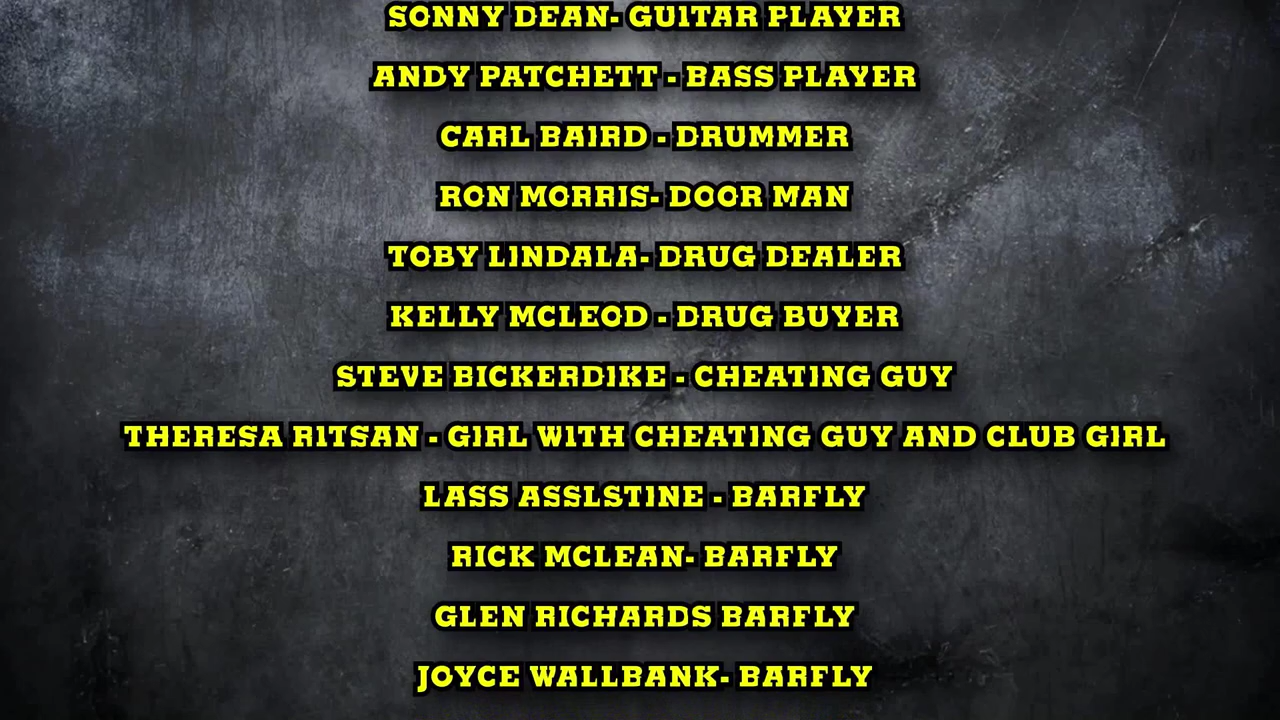 SONNY DEAN- GUITAR PLAYER
ANDY PATCHETT - BASS PLAYER
CARL BAIRD - DRUMMER
RON MORRIS- DOOR MAN
TOBY LINDALA- DRUG DEALER
KELLY MCLEOD - DRUG BUYER
STEVE BICKERDIKE - CHEATING GUY
THERESA RITSAN - GIRL WITH CHEATING GUY AND CLUB GIRL
LASS ASSLSTINE - BARFLY
RICK MCLEAN- BARFLY
GLEN RICHARDS BARFLY
JOYCE WALLBANK- BARFLY